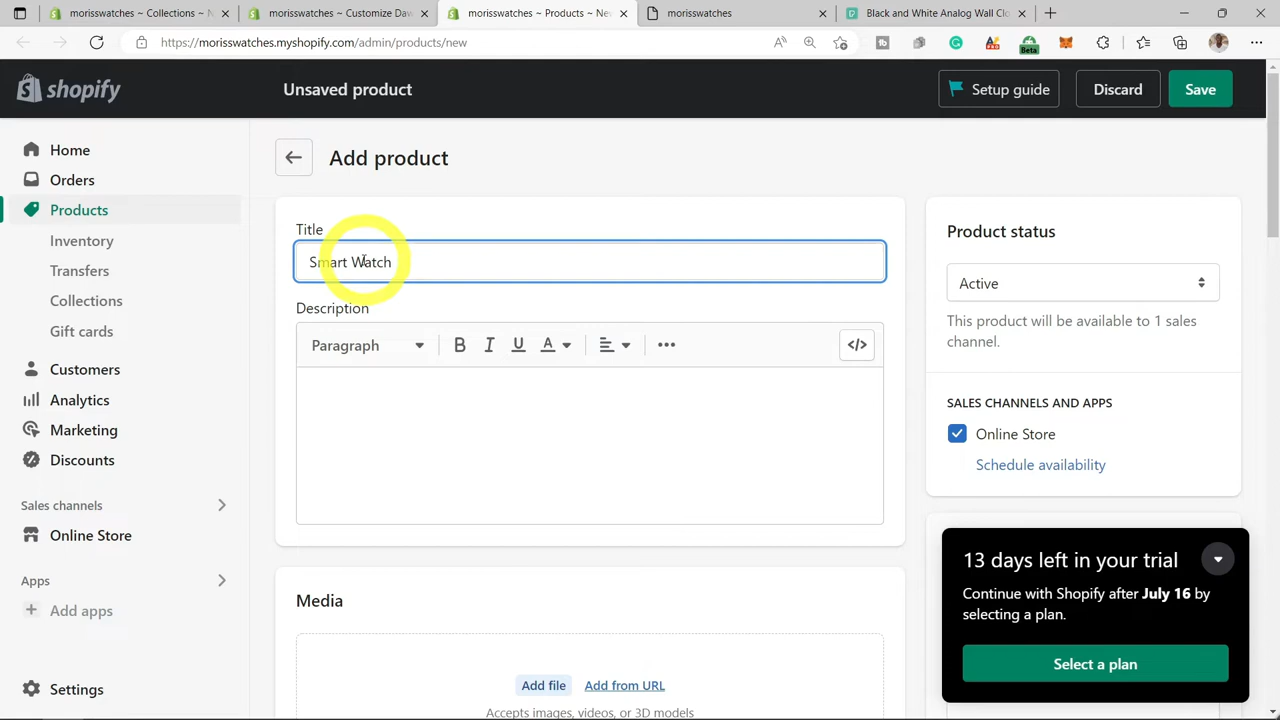 morisswatches ~ Collections ~ N
morisswatches ~ Customize Daw
morisswatches ~ Products ~ Ne
morisswatches
Black and White Analog Wall Clo
https://morisswatches.myshopify.com/admin/products/new
Beta
shopify
Unsaved product
Setup guide
Discard
Save
Home
Orders
Products
Inventory
Transfers
Collections
Gift cards
Customers
Analytics
Marketing
Discounts
Sales channels
Online Store
Apps
Add apps
Settings
Add product
Title
Smart Watch
Description
Paragraph
B I U A
</>
Media
Add file Add from URL
Accepts images, videos, or 3D models
Product status
Active
This product will be available to 1 sales
channel.
SALES CHANNELS AND APPS
Online Store
Schedule availability
13 days left in your trial
Continue with Shopify after July 16 by
selecting a plan.
Select a plan